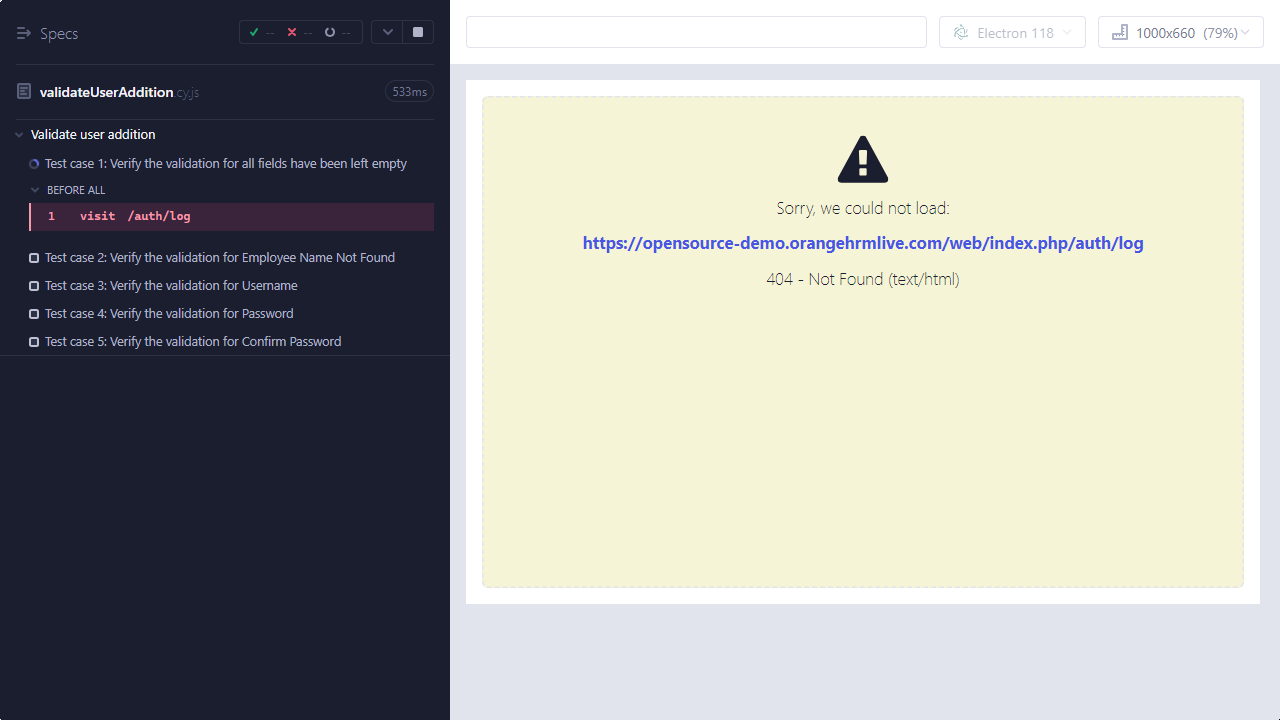 Specs
-- -- --
validateUserAddition.cy.js 533ms
Validate user addition
Test case 1: Verify the validation for all fields have been left empty
BEFORE ALL
1 visit /auth/log
Test case 2: Verify the validation for Employee Name Not Found
Test case 3: Verify the validation for Username
Test case 4: Verify the validation for Password
Test case 5: Verify the validation for Confirm Password
Electron 118
1000x660 (79%)
Sorry, we could not load:
https://opensource-demo.orangehrmlive.com/web/index.php/auth/log
404 - Not Found (text/html)